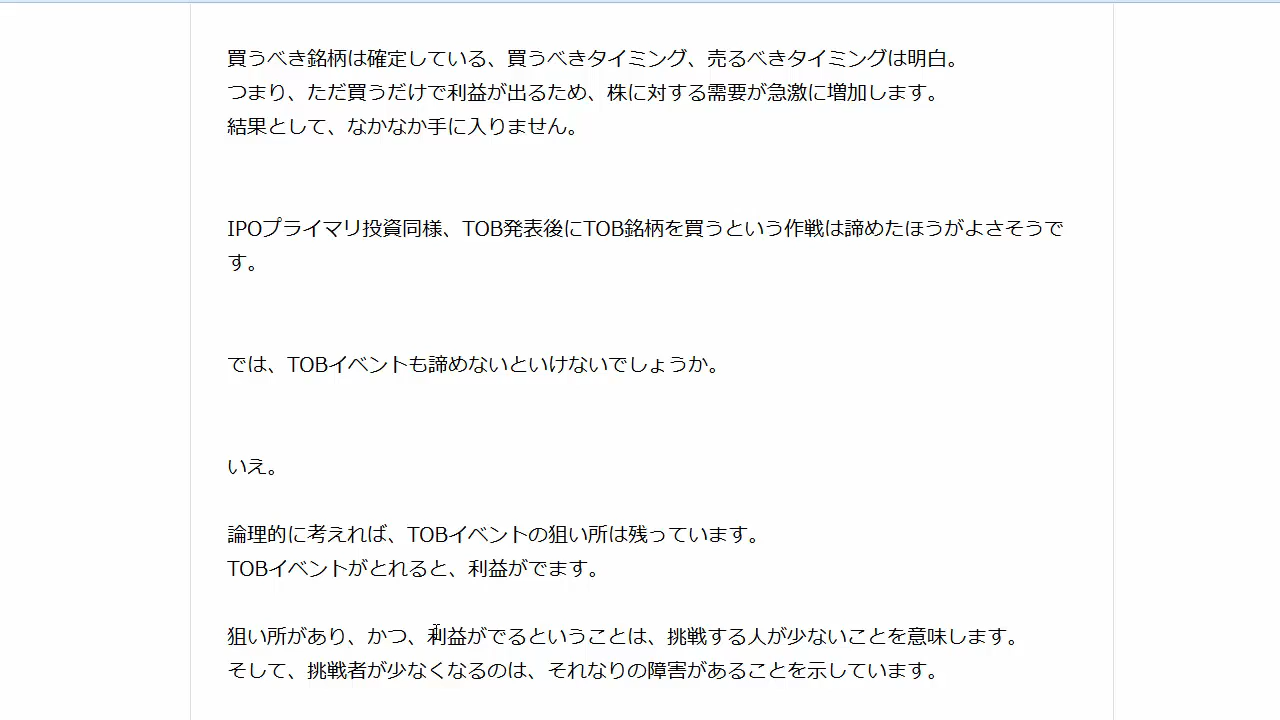 買うべき銘柄は確定している、買うべきタイミング、売るべきタイミングは明白。
つまり、ただ買うだけで利益が出るため、株に対する需要が急激に増加します。
結果として、なかなか手に入りません。
IPOプライマリ投資同様、TOB発表後にTOB銘柄を買うという作戦は諦めたほうがよさそうで
す。
では、TOBイベントも諦めないといけないでしょうか。
いえ。
論理的に考えれば、TOBイベントの狙い所は残っています。
TOBイベントがとれると、利益がでます。
狙い所があり、かつ、利益がでるということは、挑戦する人が少ないことを意味します。
そして、挑戦者が少なくなるのは、それなりの障害があることを示しています。